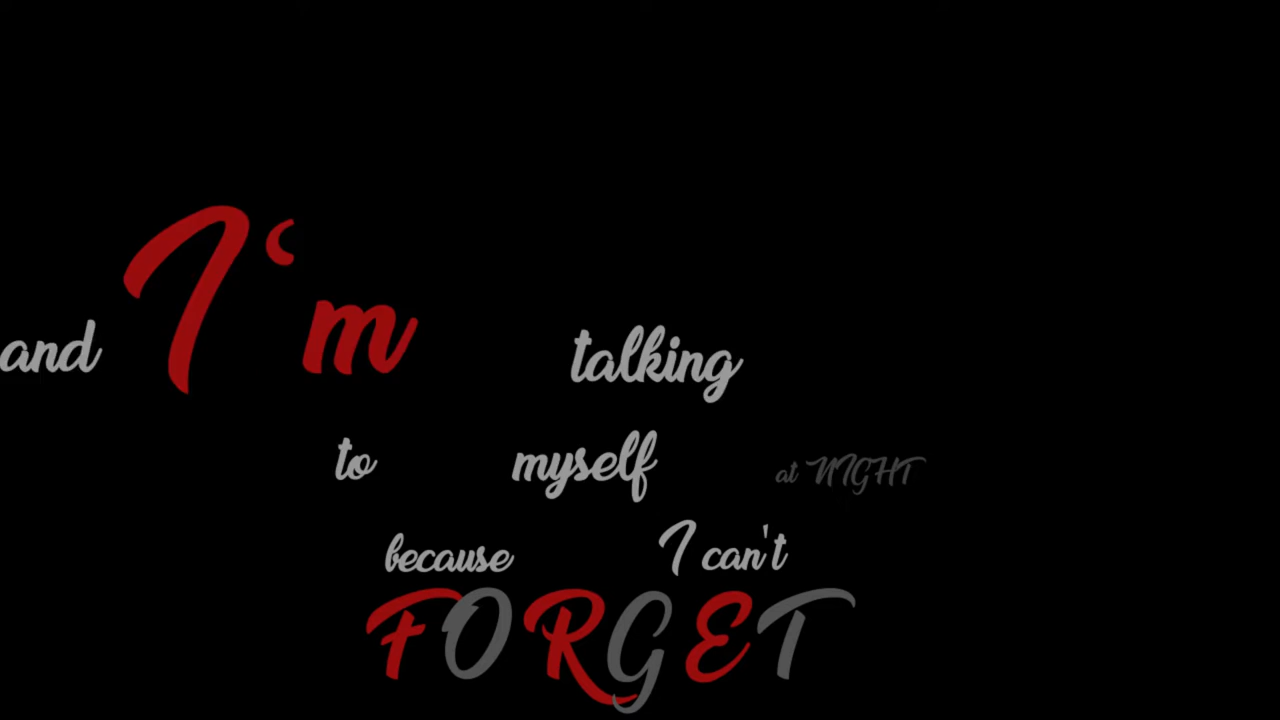 and I‘m talking
to myself at NIGHT
because I can't
FORGET